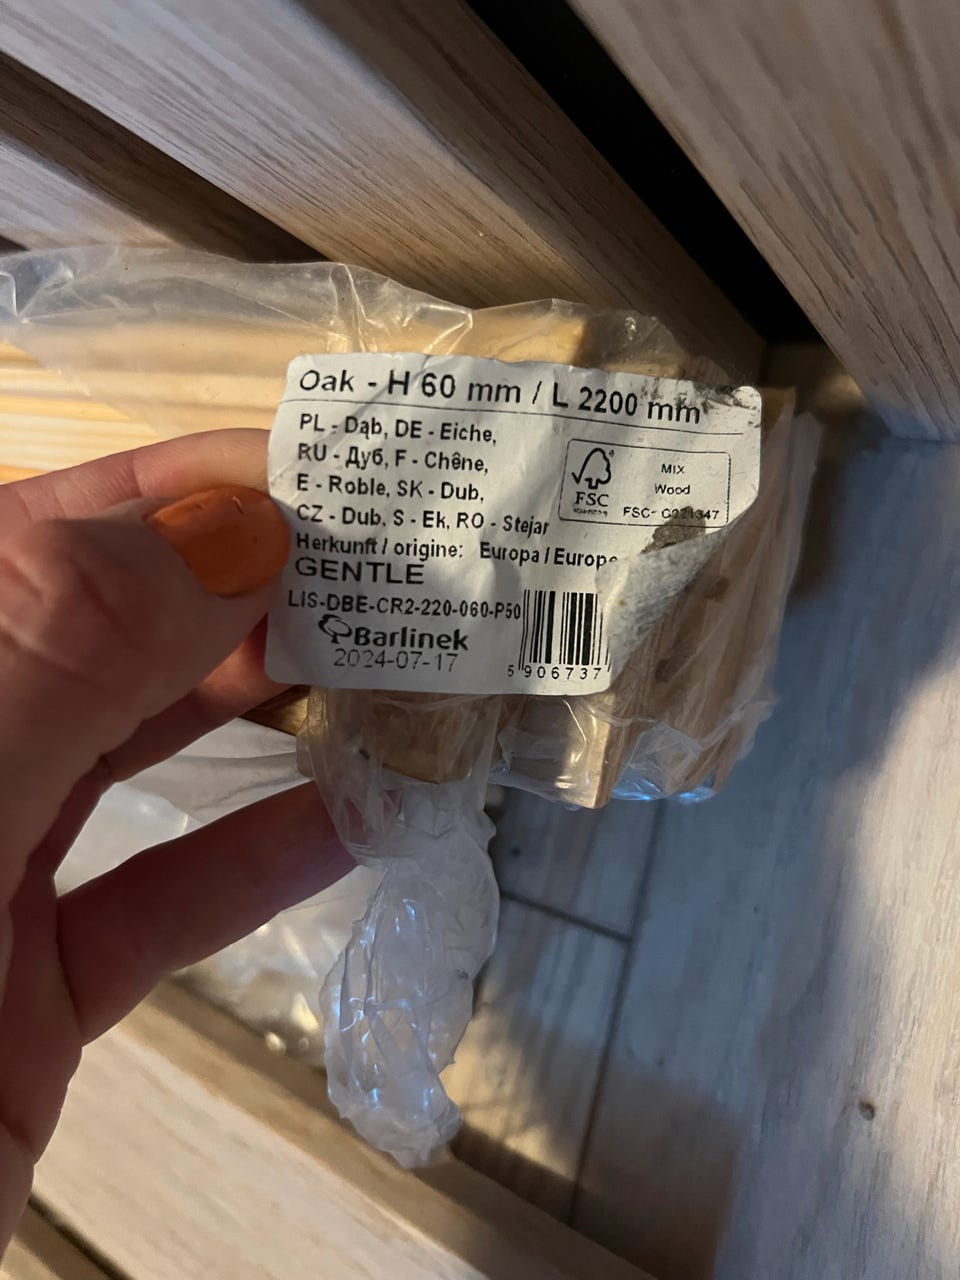 Oak - H 60 mm / L 2200 mm
PL - Dąb, DE - Eiche,
RU - Дуб, F - Chêne,
E - Roble, SK - Dub,
CZ - Dub, S - Ek, RO - Stejar
Herkunft / origine: Europa / Europe
GENTLE
LIS-DBE-CR2-220-060-P50
Barlinek
2024-07-17
5 906737
FSC
MIX
Wood